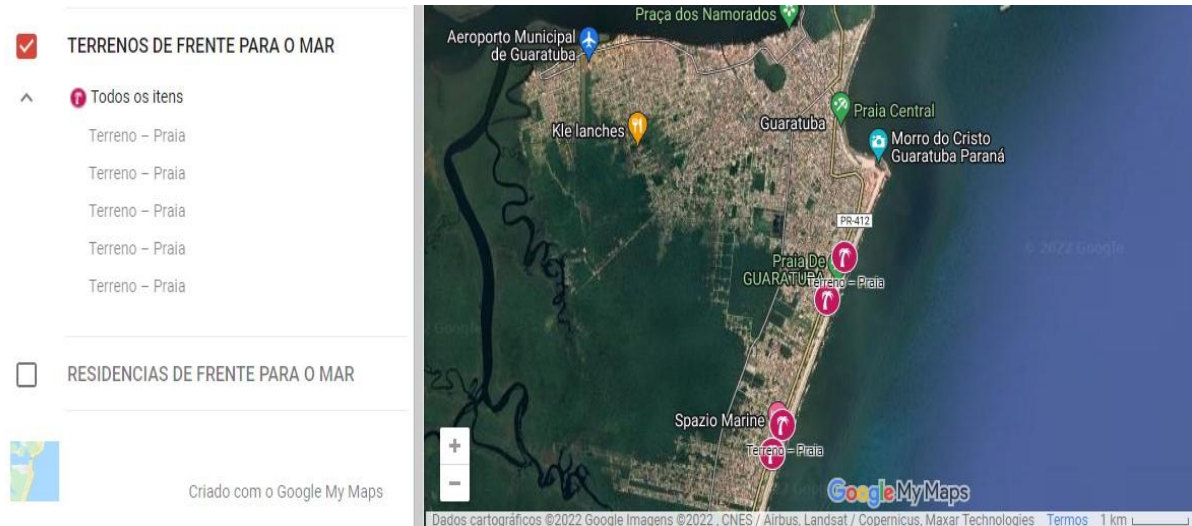 TERRENOS DE FRENTE PARA O MAR
Todos os itens
Terreno – Praia
Terreno – Praia
Terreno – Praia
Terreno – Praia
Terreno – Praia
RESIDENCIAS DE FRENTE PARA O MAR
Criado com o Google My Maps
Praça dos Namorados
Aeroporto Municipal
de Guaratuba
Kle lanches
Guaratuba
Praia Central
Morro do Cristo
Guaratuba Paraná
PR-412
© 2022 Google
Praia De
GUARATUBA
Terreno – Praia
Google
Spazio Marine
Terreno – Praia
+
−
Google My Maps
Dados cartográficos ©2022 Google Imagens ©2022 , CNES / Airbus, Landsat / Copernicus, Maxar Technologies Termos 1 km